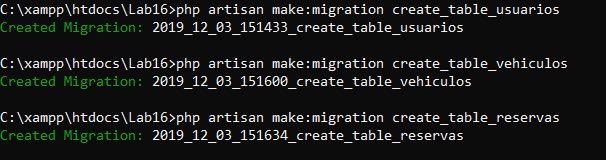 C:\xampp\htdocs\Lab16>php artisan make:migration create_table_usuarios
Created Migration: 2019_12_03_151433_create_table_usuarios
C:\xampp\htdocs\Lab16>php artisan make:migration create_table_vehiculos
Created Migration: 2019_12_03_151600_create_table_vehiculos
C:\xampp\htdocs\Lab16>php artisan make:migration create_table_reservas
Created Migration: 2019_12_03_151634_create_table_reservas